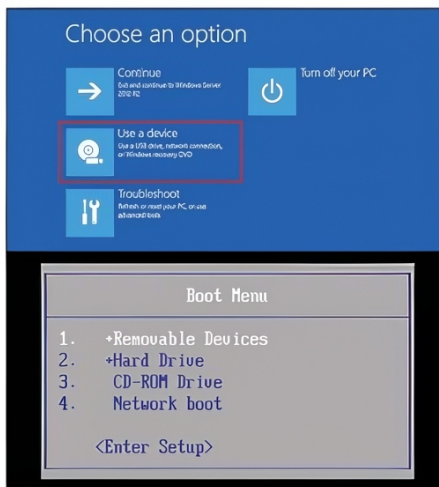 Choose an option
Continue
Exit and continue to Windows Server
2012 R2
Turn off your PC
Use a device
Use a USB drive, network connection,
or Windows recovery DVD
Troubleshoot
Refresh or reset your PC, or use
advanced tools
Boot Menu
1. +Removable Devices
2. +Hard Drive
3. CD-ROM Drive
4. Network boot
<Enter Setup>